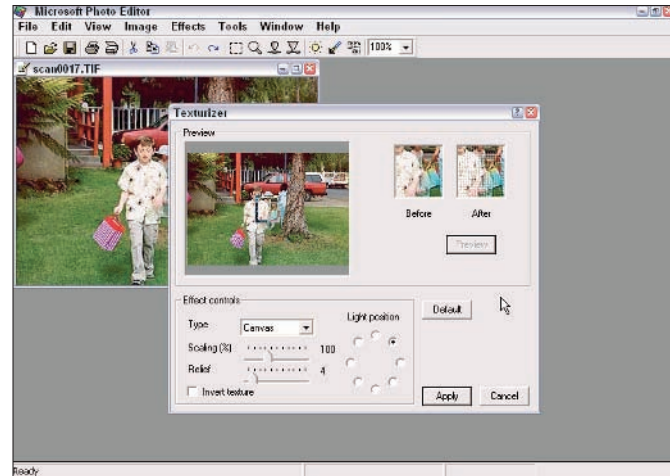 Microsoft Photo Editor
File Edit View Image Effects Tools Window Help
100%
scan0017.TIF
Texturizer
Preview
Before After
Preview
Effect controls
Type Canvas
Light position
Default
Scaling (%) 100
Relief 4
Invert texture
Apply Cancel
Ready